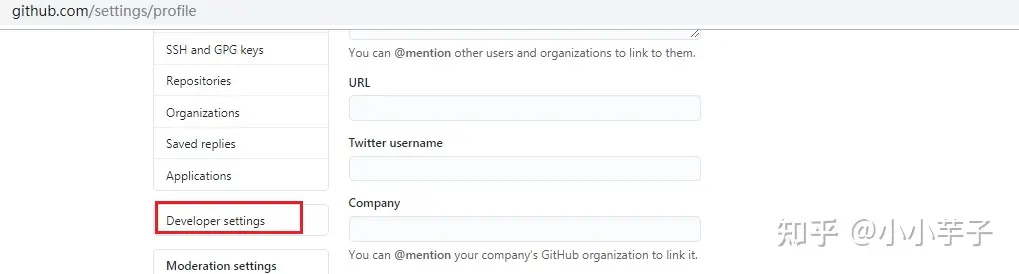 github.com/settings/profile
SSH and GPG keys
Repositories
Organizations
Saved replies
Applications
Developer settings
Moderation settings
You can @mention other users and organizations to link to them.
URL
Twitter username
Company
You can @mention your company's GitHub organization to link it.
知乎 @小小芋子